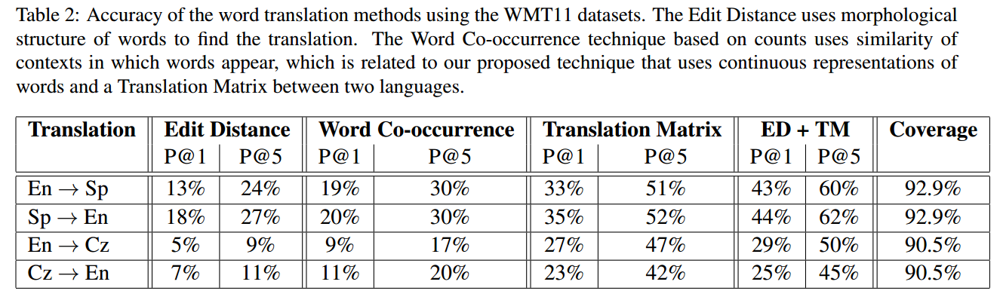 Table 2: Accuracy of the word translation methods using the WMT11 datasets. The Edit Distance uses morphological
structure of words to find the translation. The Word Co-occurrence technique based on counts uses similarity of
contexts in which words appear, which is related to our proposed technique that uses continuous representations of
words and a Translation Matrix between two languages.
Translation Edit Distance Word Co-occurrence Translation Matrix ED + TM Coverage
P@1 P@5 P@1 P@5 P@1 P@5 P@1 P@5
En → Sp 13% 24% 19% 30% 33% 51% 43% 60% 92.9%
Sp → En 18% 27% 20% 30% 35% 52% 44% 62% 92.9%
En → Cz 5% 9% 9% 17% 27% 47% 29% 50% 90.5%
Cz → En 7% 11% 11% 20% 23% 42% 25% 45% 90.5%